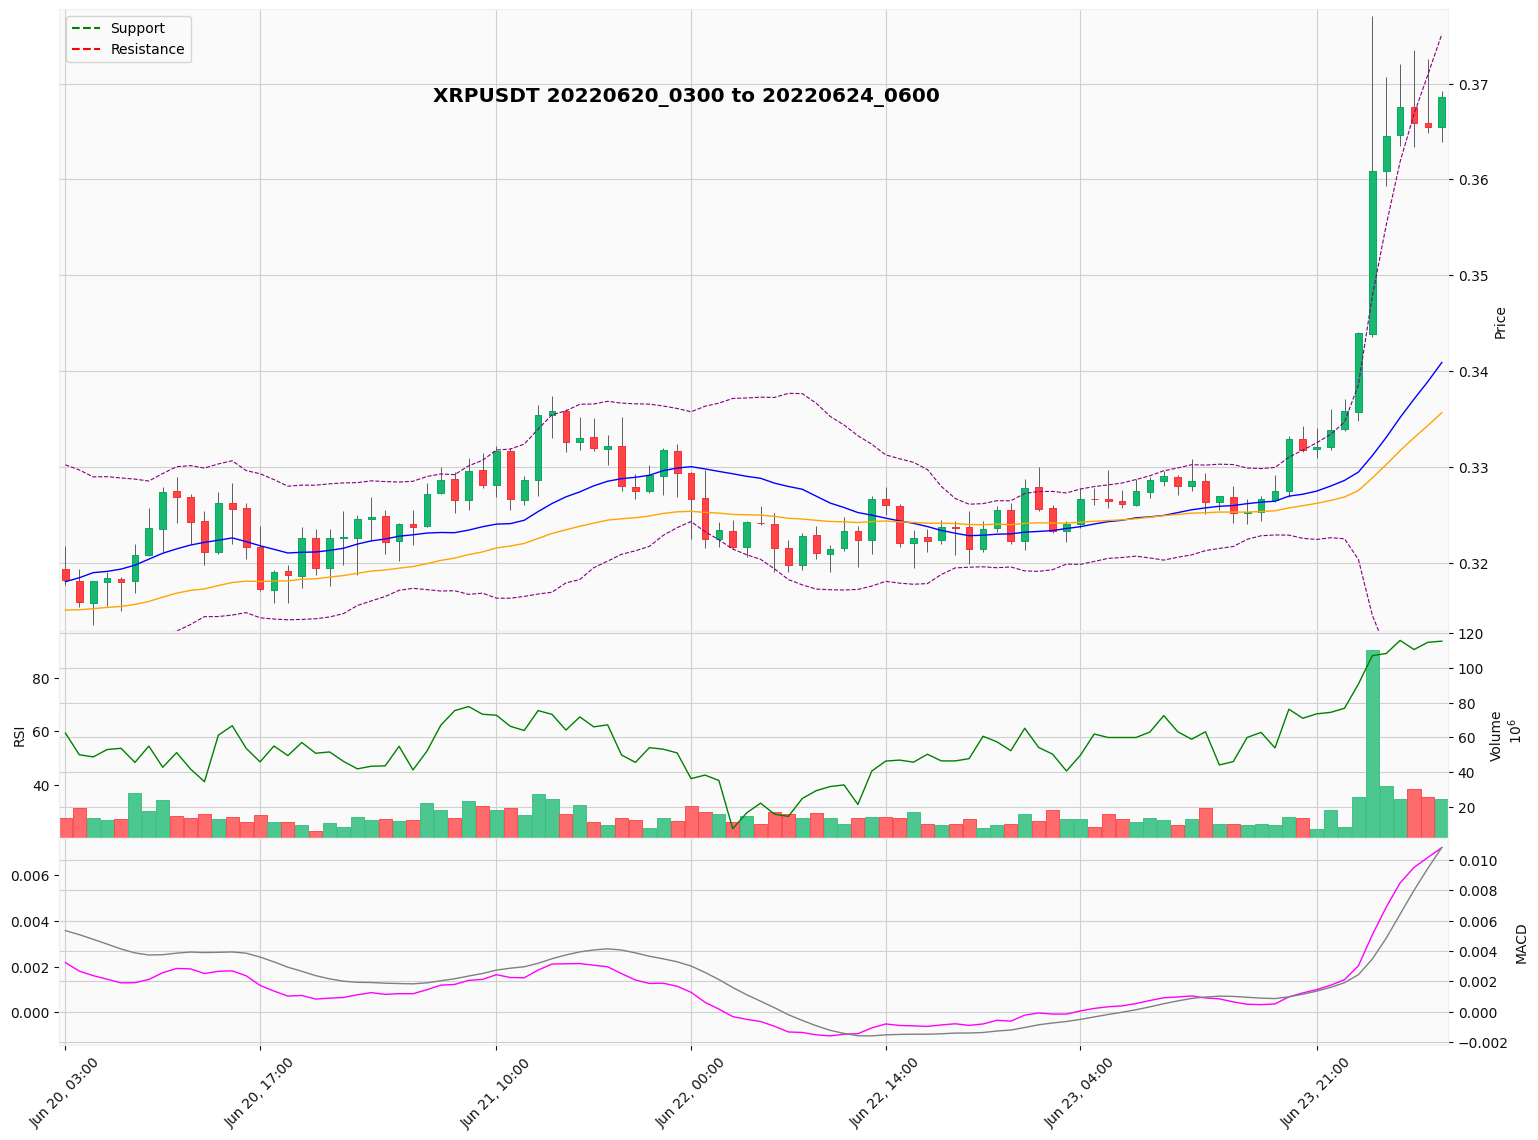 Support
Resistance
XRPUSDT 20220620_0300 to 20220624_0600
0.37
0.36
0.35
0.34
0.33
0.32
Price
120
100
80
60
40
20
Volume
10^6
80
60
40
RSI
0.006
0.004
0.002
0.000
0.010
0.008
0.006
0.004
0.002
0.000
−0.002
MACD
Jun 20, 03:00
Jun 20, 17:00
Jun 21, 10:00
Jun 22, 00:00
Jun 22, 14:00
Jun 23, 04:00
Jun 23, 21:00